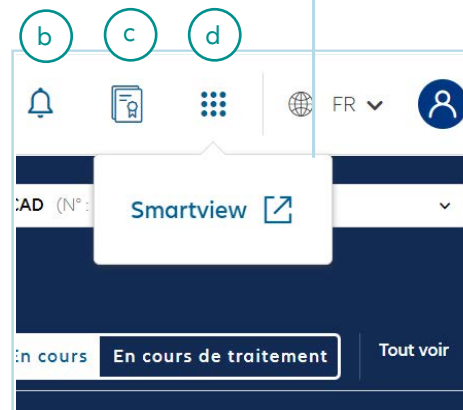 b c d
FR
Smartview
CAD (N° :
En cours En cours de traitement Tout voir